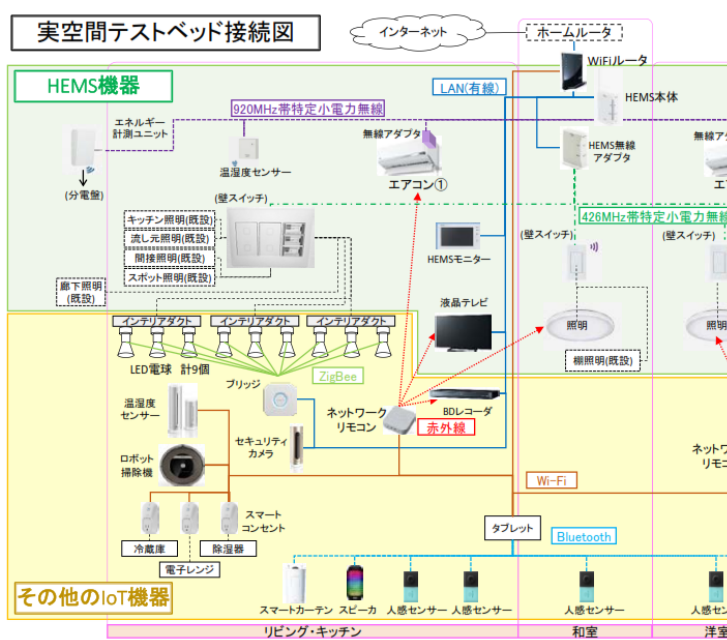 実空間テストベッド接続図
インターネット
ホームルータ
WiFiルータ
HEMS機器
LAN(有線)
HEMS本体
920MHz帯特定小電力無線
エネルギー
計測ユニット
無線アダプタ
無線ア
HEMS無線
アダプタ
温湿度センサー
エアコン①
エ
(分電盤)
(壁スイッチ)
426MHz帯特定小電力無線
キッチン照明(既設)
流し元照明(既設)
間接照明(既設)
スポット照明(既設)
(壁スイッチ)
(壁スイッチ)
HEMSモニター
廊下照明
(既設)
液晶テレビ
インテリアダクト
インテリアダクト
インテリアダクト
照明
照明
棚照明(既設)
LED電球 計9個
ZigBee
ブリッジ
温湿度
センサー
ネットワーク
リモコン
BDレコーダ
赤外線
セキュリティ
カメラ
ロボット
掃除機
ネットワ
リモコ
Wi-Fi
スマート
コンセント
タブレット
Bluetooth
冷蔵庫
除湿器
電子レンジ
その他のIoT機器
スマートカーテン
スピーカ
人感センサー
人感センサー
人感センサー
人感セン
リビング・キッチン
和室
洋室